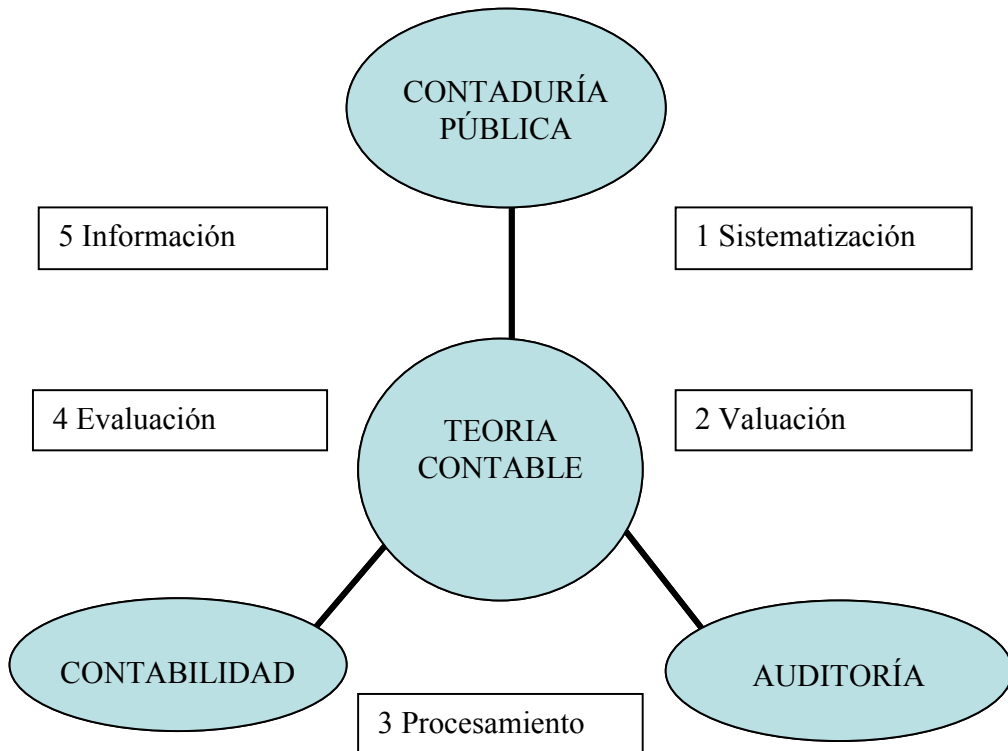 CONTADURÍA
PÚBLICA
5 Información
1 Sistematización
4 Evaluación
TEORIA
CONTABLE
2 Valuación
CONTABILIDAD
AUDITORÍA
3 Procesamiento